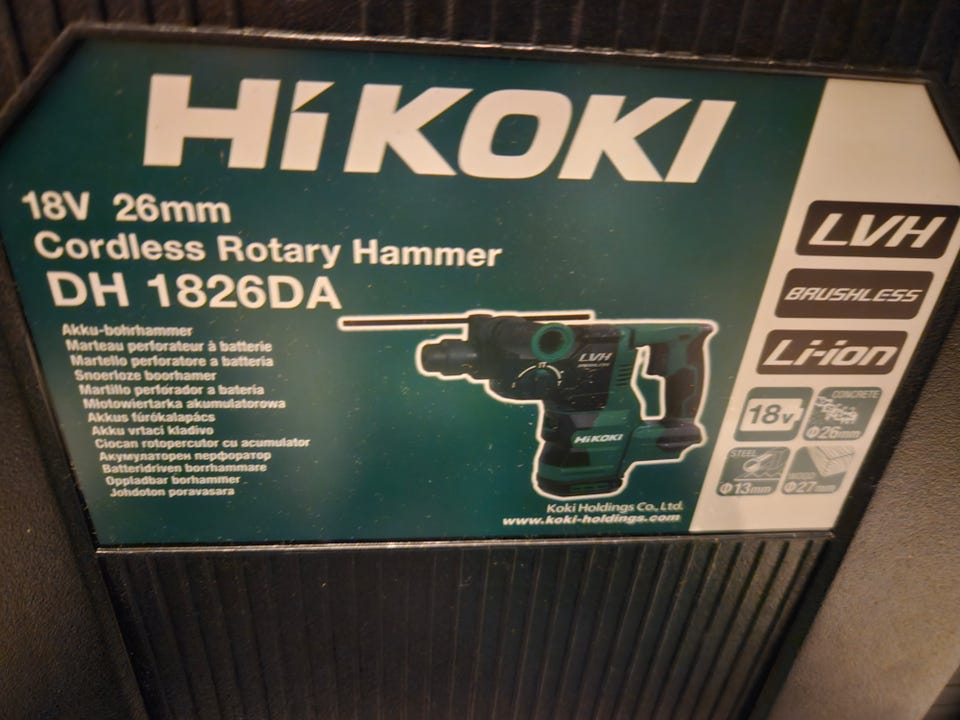 HiKOKI
18V 26mm
Cordless Rotary Hammer
DH 1826DA
Akku-bohrhammer
Marteau perforateur à batterie
Martello perforatore a batteria
Snoerloze boorhamer
Martillo perforador a batería
Młotowiertarka akumulatorowa
Akkus fúrókalapács
Akku vrtací kladivo
Ciocan rotopercutor cu acumulator
Акумулаторен перфоратор
Batteridriven borrhammare
Oppladbar borhammer
Johdoton poravasara
LVH
HiKOKI
Koki Holdings Co., Ltd.
www.koki-holdings.com
LVH
BRUSHLESS
Li-ion
18V
CONCRETE
Φ26mm
STEEL
Φ13mm
Φ27mm